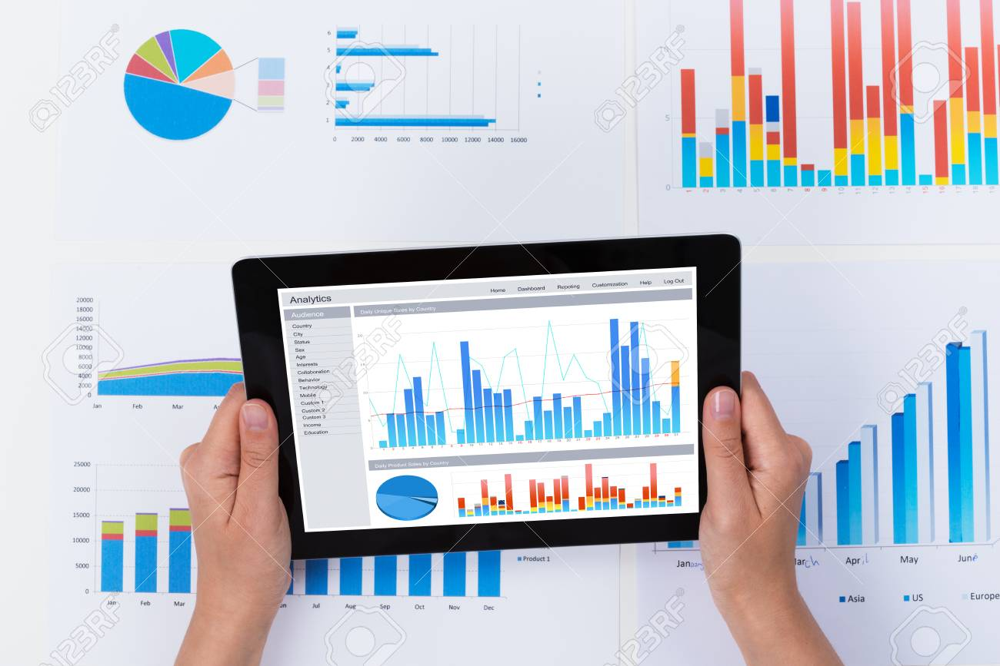 6
5
4
3
2
1
0 2000 4000 6000 8000 10000 12000 14000 16000
5
0
1 2 3 4 5 6 7 8 9 10 11 12 13 14 15 16 17 18 19
20000
18000
16000
14000
12000
10000
8000
6000
4000
2000
0
Jan Feb Mar
25000
20000
15000
10000
5000
0
Jan Feb Mar Jul Aug Sep Oct Nov Dec
Product 1
Analytics
Home Dashboard Repoting Customization Help Log Out
Audience
Country
City
Status
Sex
Age
Interests
Collaboration
Behavior
Technology
Mobile
Custom 1
Custom 2
Custom 3
Income
Education
Daily Unique Sales by Country
20
15
10
5
0
1 2 3 4 5 6 7 8 9 10 11 12 13 14 15 16 17 18 19 20 21 22 23 24 25 26 27 28 29 30 31
Daily Product Sales by Country
April May June
Asia US Europe
123RF